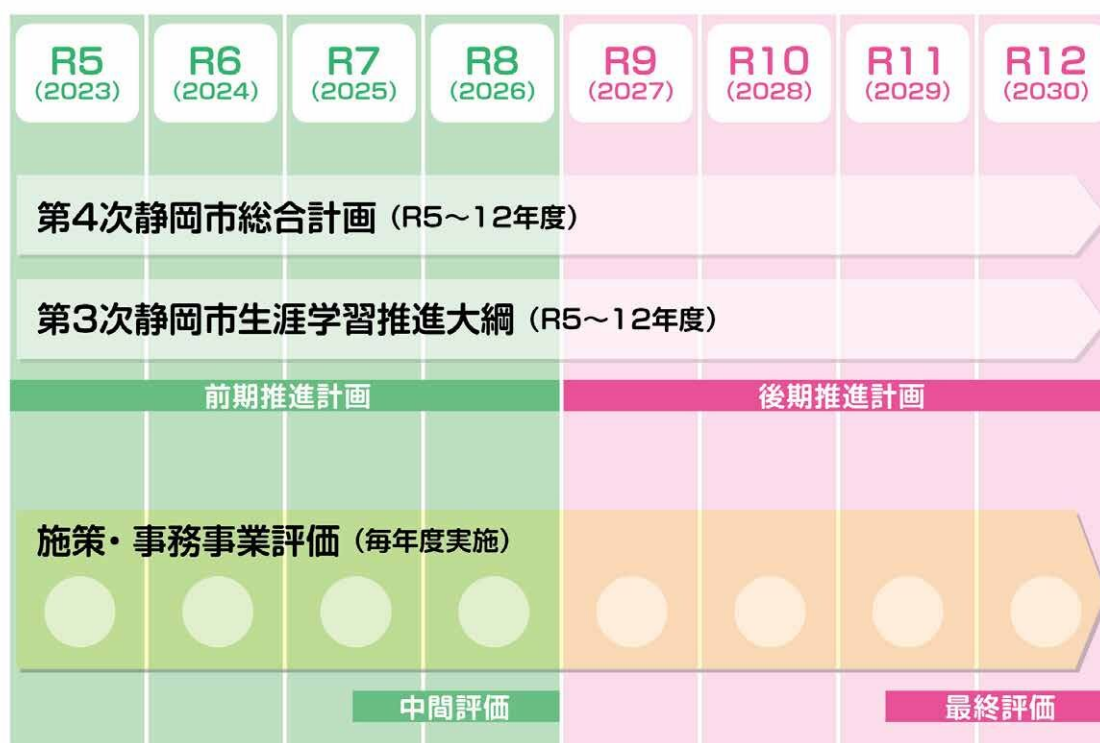 R5 R6 R7 R8 R9 R10 R11 R12
(2023) (2024) (2025) (2026) (2027) (2028) (2029) (2030)
第4次静岡市総合計画（R5～12年度）
第3次静岡市生涯学習推進大綱（R5～12年度）
前期推進計画 後期推進計画
施策・事務事業評価（毎年度実施）
中間評価 最終評価